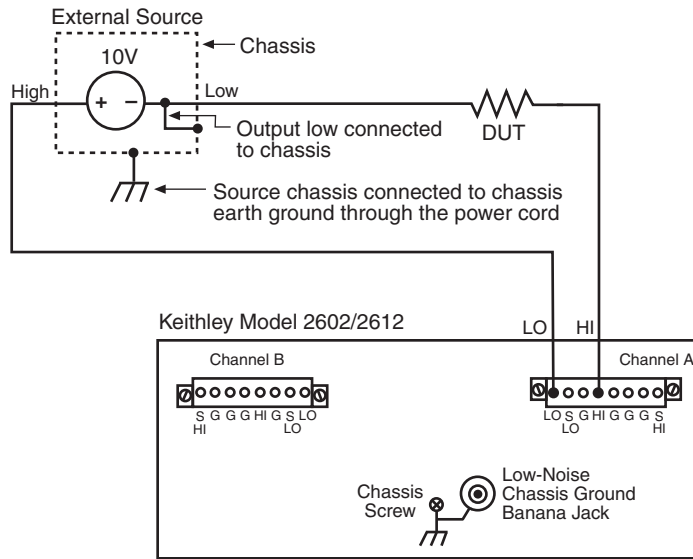 External Source
10V
Chassis
High
+ −
Low
Output low connected
to chassis
DUT
Source chassis connected to chassis
earth ground through the power cord
Keithley Model 2602/2612
LO HI
Channel B
Channel A
S G G G HI G S LO
HI LO
LO S G HI G G G S
LO HI
Chassis
Screw
Low-Noise
Chassis Ground
Banana Jack